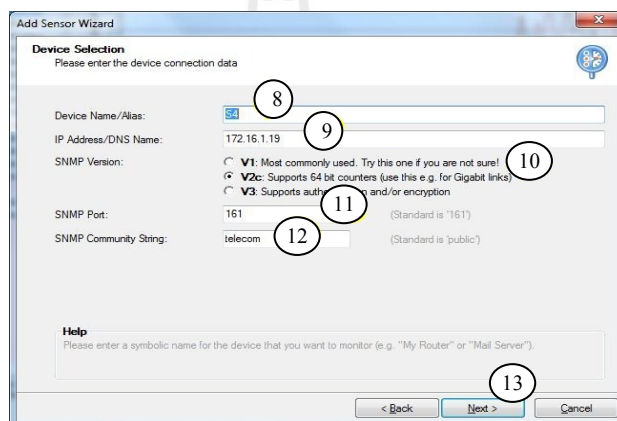 Add Sensor Wizard
Device Selection
Please enter the device connection data
8
Device Name/Alias: S4
9
IP Address/DNS Name: 172.16.1.19
10
SNMP Version: V1: Most commonly used. Try this one if you are not sure!
V2c: Supports 64 bit counters (use this e.g. for Gigabit links)
V3: Supports and/or encryption
11
SNMP Port: 161 (Standard is '161')
12
SNMP Community String: telecom (Standard is 'public')
Help
Please enter a symbolic name for the device that you want to monitor (e.g. "My Router" or "Mail Server").
13
< Back Next > Cancel